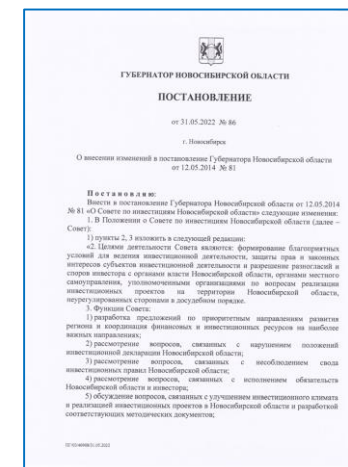 ГУБЕРНАТОР НОВОСИБИРСКОЙ ОБЛАСТИ
ПОСТАНОВЛЕНИЕ
от 31.05.2022 № 86
г. Новосибирск
О внесении изменений в постановление Губернатора Новосибирской области
от 12.05.2014 № 81
Постановляю:
Внести в постановление Губернатора Новосибирской области от 12.05.2014
№ 81 «О Совете по инвестициям Новосибирской области» следующие изменения:
1. В Положении о Совете по инвестициям Новосибирской области (далее –
Совет):
1) пункты 2, 3 изложить в следующей редакции:
«2. Целями деятельности Совета являются: формирование благоприятных
условий для ведения инвестиционной деятельности, защиты прав и законных
интересов субъектов инвестиционной деятельности и разрешение разногласий и
споров инвестора с органами власти Новосибирской области, органами местного
самоуправления, уполномоченными организациями по вопросам реализации
инвестиционных проектов на территории Новосибирской области,
неурегулированных сторонами в досудебном порядке.
3. Функции Совета:
1) разработка предложений по приоритетным направлениям развития
региона и координация финансовых и инвестиционных ресурсов на наиболее
важных направлениях;
2) рассмотрение вопросов, связанных с нарушением положений
инвестиционной декларации Новосибирской области;
3) рассмотрение вопросов, связанных с несоблюдением свода
инвестиционных правил Новосибирской области;
4) рассмотрение вопросов, связанных с исполнением обязательств
Новосибирской области и инвестора;
5) обсуждение вопросов, связанных с улучшением инвестиционного климата
и реализацией инвестиционных проектов в Новосибирской области и разработкой
соответствующих методических документов;